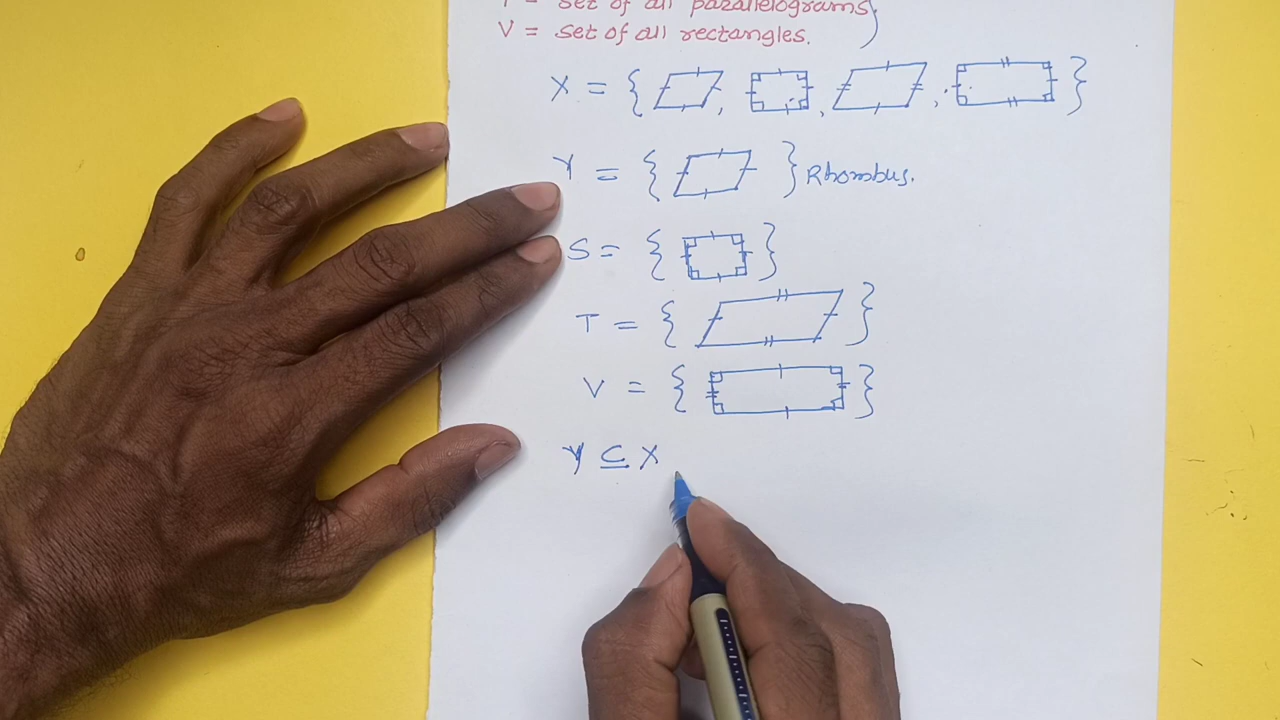 T = set of all parallelograms
V = set of all rectangles.
X = { , , , }
Y = { } Rhombus.
S = { }
T = { }
V = { }
Y ⊆ X